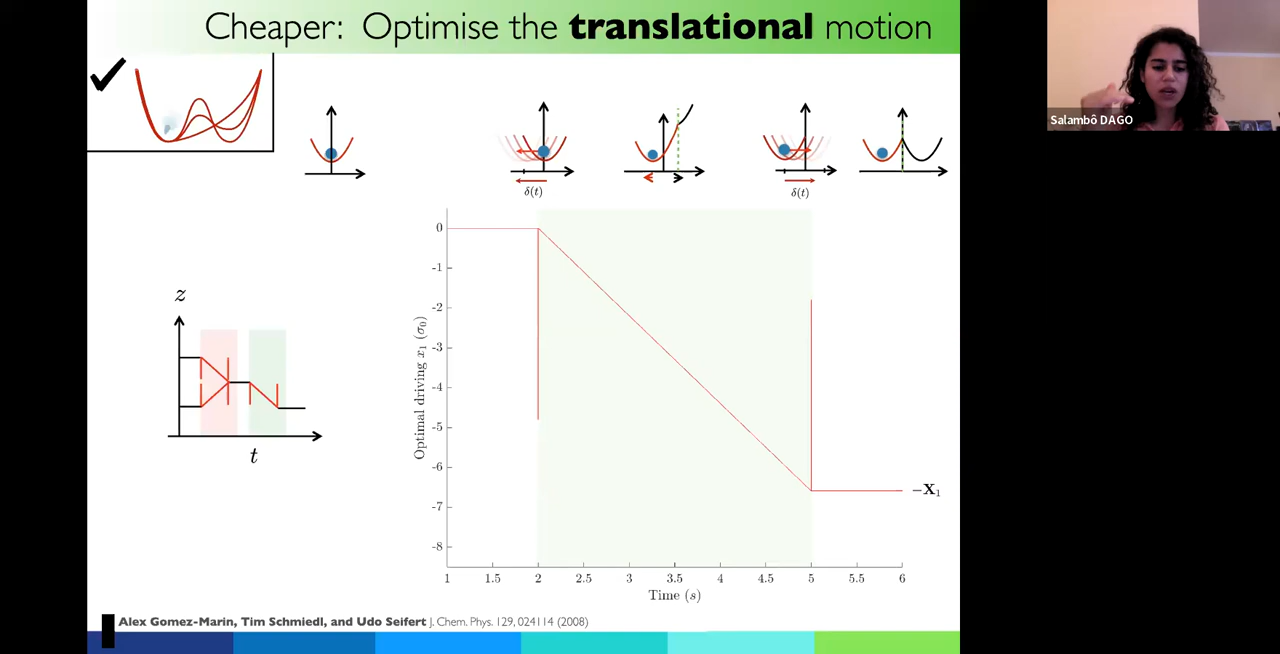 Cheaper: Optimise the translational motion
Salambô DAGO
δ(t)
δ(t)
z
t
Optimal driving x₁ (σ₀)
0
-1
-2
-3
-4
-5
-6
-7
-8
−X₁
1
1.5
2
2.5
3
3.5
4
4.5
5
5.5
6
Time (s)
Alex Gomez-Marin, Tim Schmiedl, and Udo Seifert J. Chem. Phys. 129, 024114 (2008)